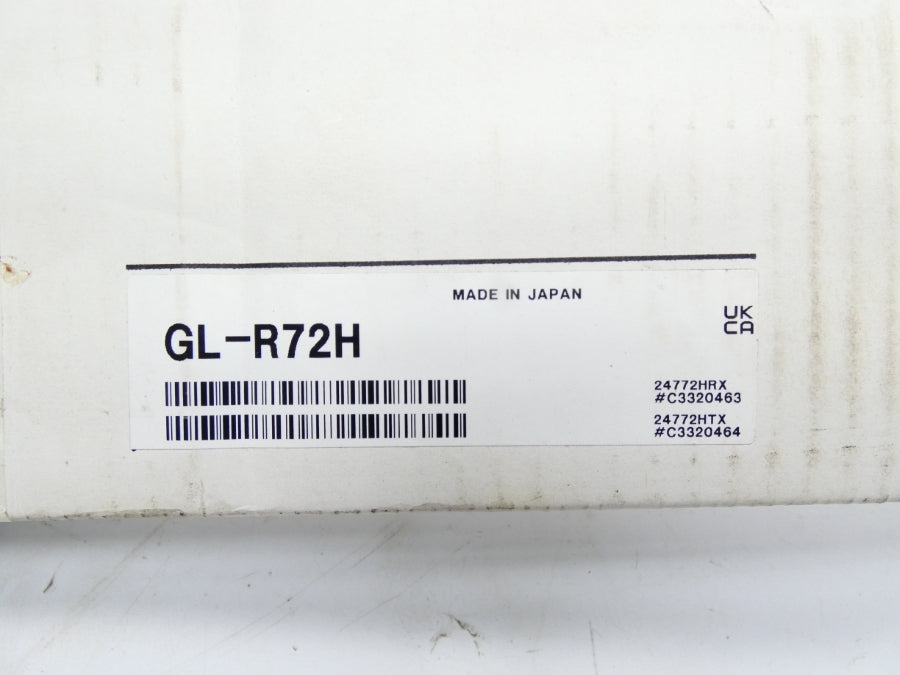 MADE IN JAPAN
GL-R72H
UK
CA
24772HRX
#C3320463
24772HTX
#C3320464